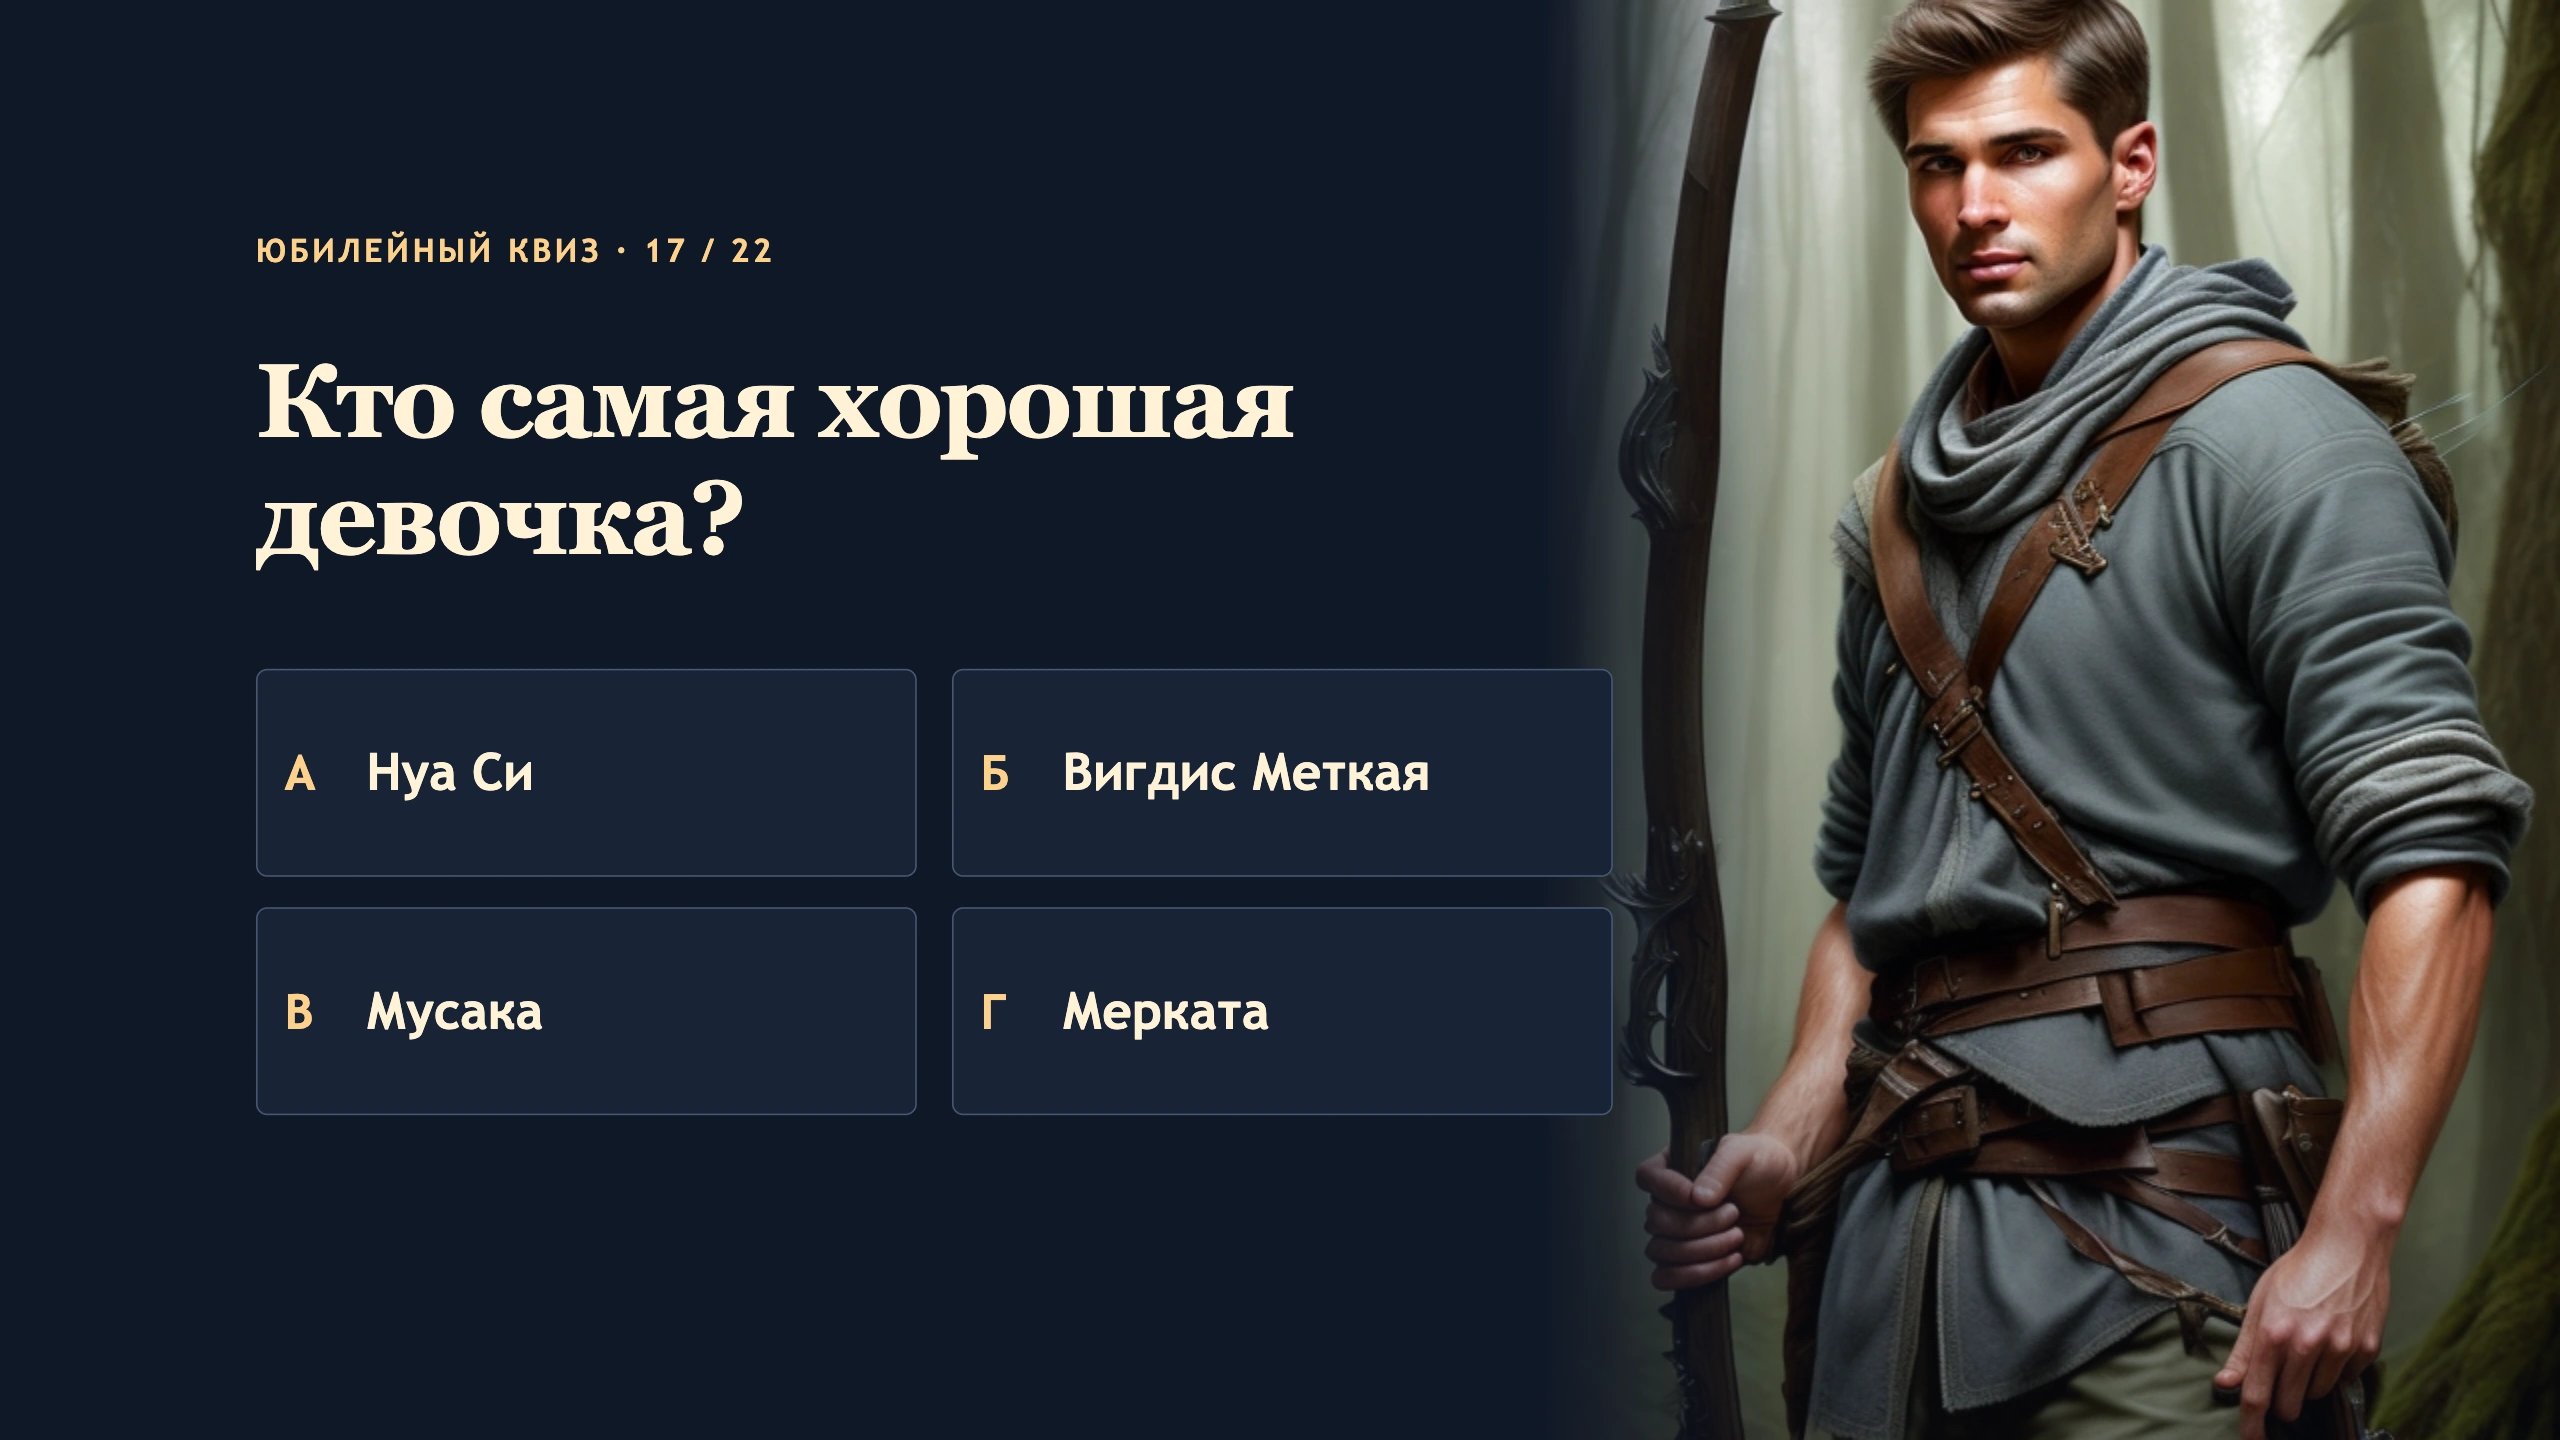 ЮБИЛЕЙНЫЙ КВИЗ · 17 / 22
Кто самая хорошая
девочка?
А Нуа Си
Б Вигдис Меткая
В Мусака
Г Мерката